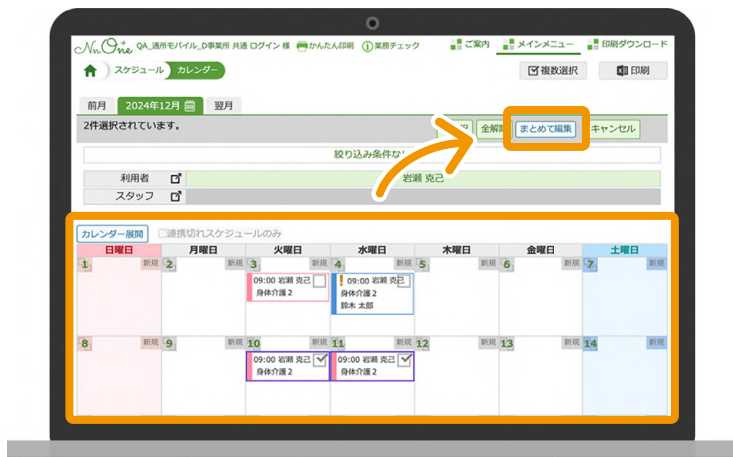 NnOne QA_通所モバイル_D事業所 共通 ログイン 様 かんたん印刷 業務チェック ご案内 メインメニュー 印刷ダウンロード
スケジュール カレンダー 複数選択 印刷
前月 2024年12月 翌月
2件選択されています。 全解 まとめて編集 キャンセル
絞り込み条件な
利用者 岩瀬 克己
スタッフ
カレンダー展開 連携切れスケジュールのみ
日曜日 月曜日 火曜日 水曜日 木曜日 金曜日 土曜日
1 新規 2 新規 3 新規 4 新規 5 新規 6 新規 7 新規
09:00 岩瀬 克己 09:00 岩瀬 克己
身体介護2 身体介護2
鈴木 太郎
8 新規 9 新規 10 新規 11 新規 12 新規 13 新規 14 新規
09:00 岩瀬 克己 09:00 岩瀬 克己
身体介護2 身体介護2